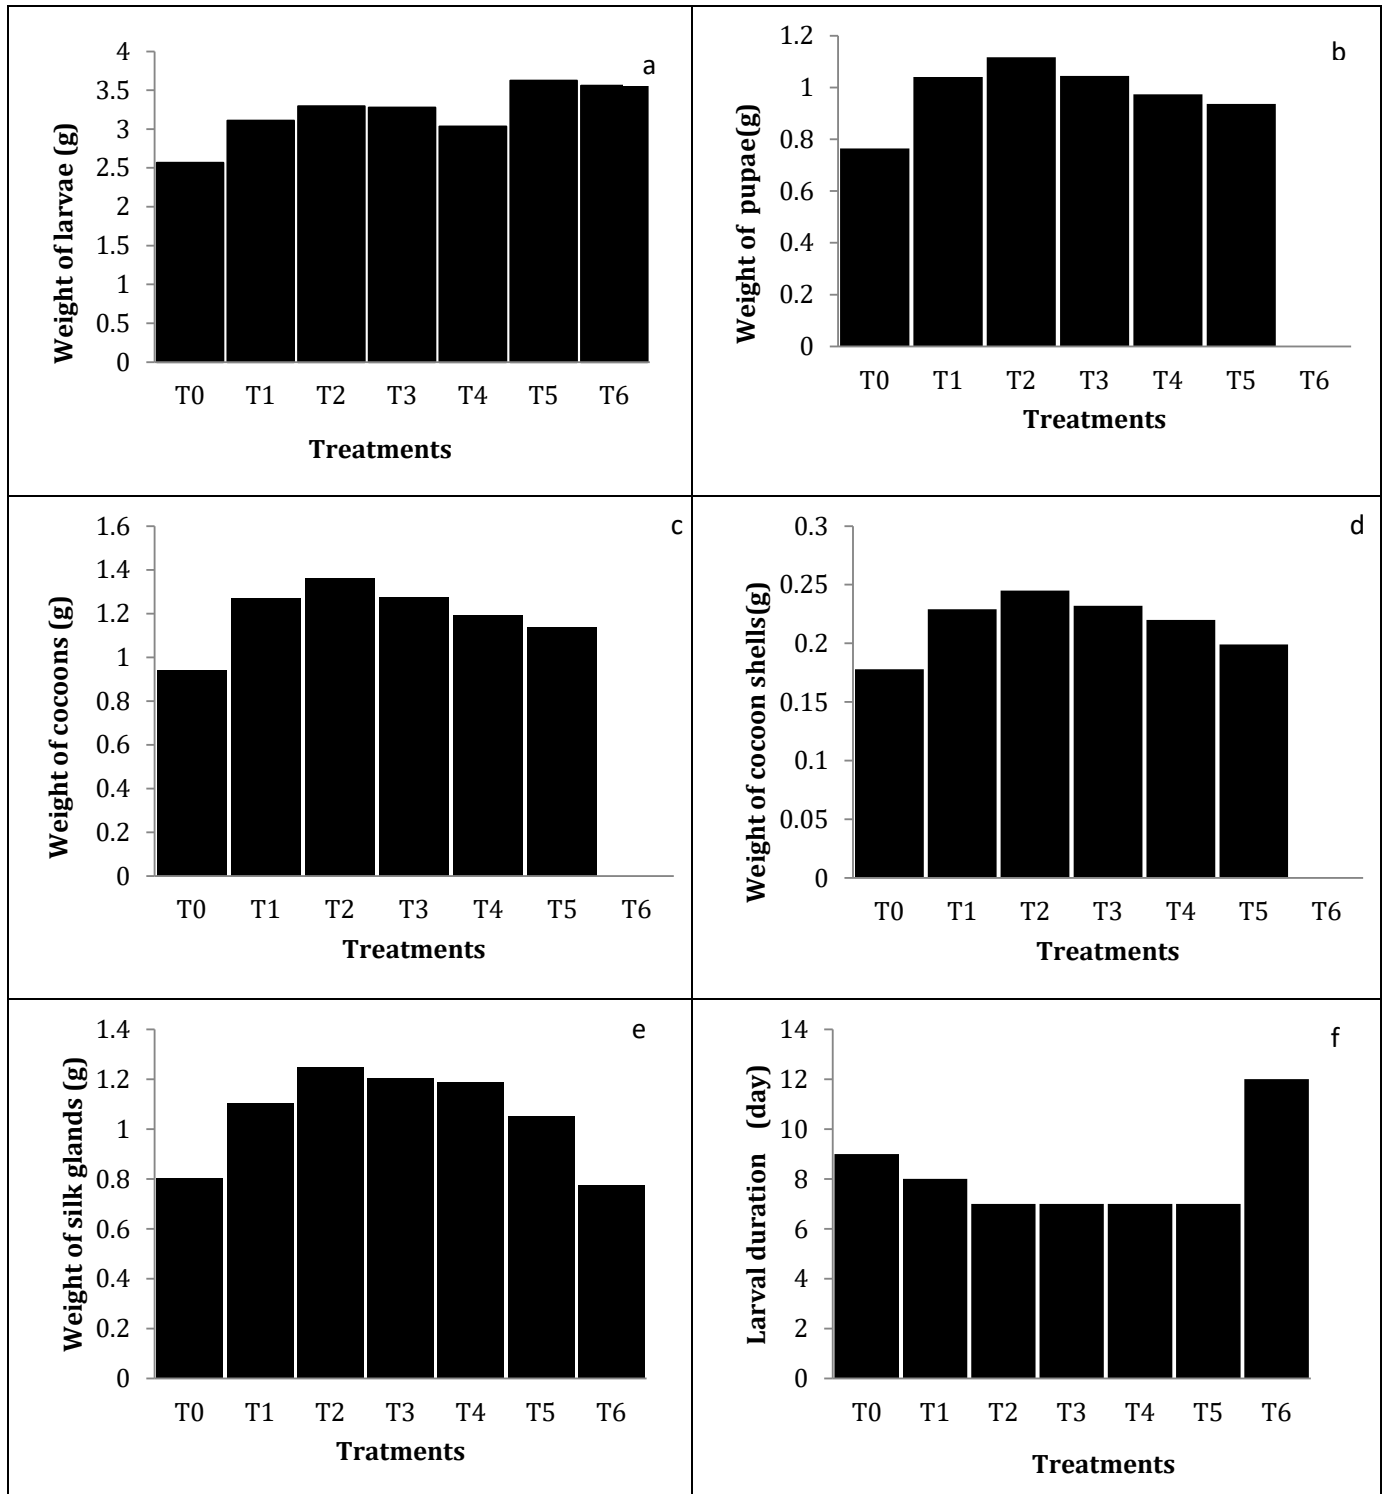 a
Weight of larvae (g)
4
3.5
3
2.5
2
1.5
1
0.5
0
T0 T1 T2 T3 T4 T5 T6
Treatments
b
Weight of pupae(g)
1.2
1
0.8
0.6
0.4
0.2
0
T0 T1 T2 T3 T4 T5 T6
Treatments
c
Weight of cocoons (g)
1.6
1.4
1.2
1
0.8
0.6
0.4
0.2
0
T0 T1 T2 T3 T4 T5 T6
Treatments
d
Weight of cocoon shells(g)
0.3
0.25
0.2
0.15
0.1
0.05
0
T0 T1 T2 T3 T4 T5 T6
Treatments
e
Weight of silk glands (g)
1.4
1.2
1
0.8
0.6
0.4
0.2
0
T0 T1 T2 T3 T4 T5 T6
Tratments
f
Larval duration (day)
14
12
10
8
6
4
2
0
T0 T1 T2 T3 T4 T5 T6
Treatments